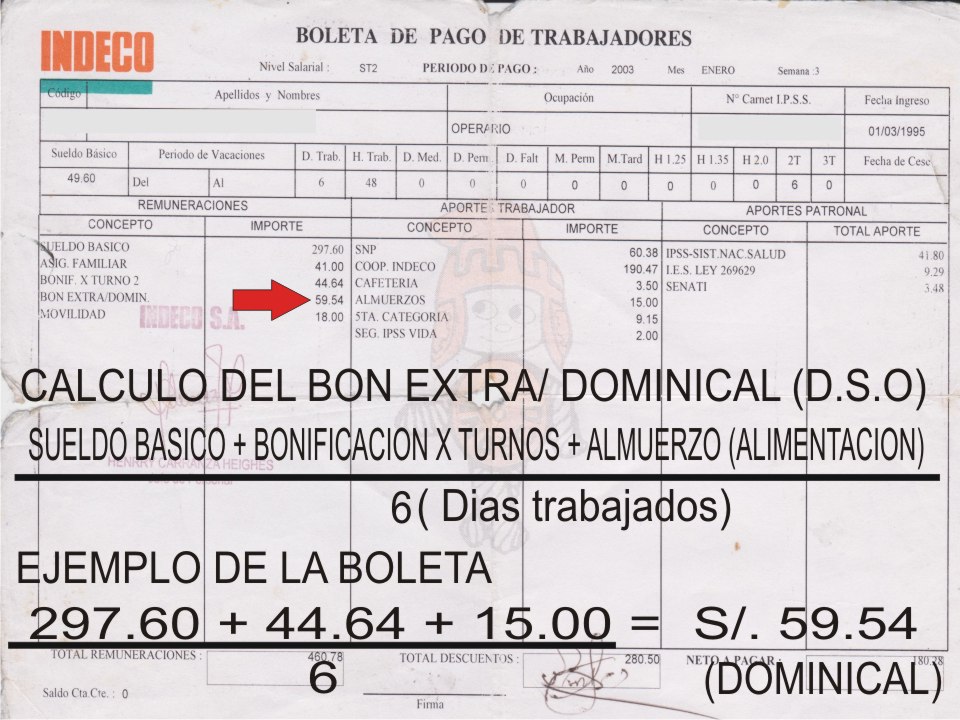 INDECO
BOLETA DE PAGO DE TRABAJADORES
Nivel Salarial : ST2 PERIODO DE PAGO : Año 2003 Mes ENERO Semana :3
Código Apellidos y Nombres Ocupación N° Carnet I.P.S.S. Fecha Ingreso
OPERARIO 01/03/1995
Sueldo Básico Periodo de Vacaciones D. Trab. H. Trab. D. Med. D. Perm. D. Falt M. Perm M.Tard H 1.25 H 1.35 H 2.0 2T 3T Fecha de Cese
49.60 Del Al 6 48 0 0 0 0 0 0 0 0 6 0
REMUNERACIONES APORTES TRABAJADOR APORTES PATRONAL
CONCEPTO IMPORTE CONCEPTO IMPORTE CONCEPTO TOTAL APORTE
SUELDO BASICO 297.60 SNP 60.38 IPSS-SIST.NAC.SALUD 41.80
ASIG. FAMILIAR 41.00 COOP. INDECO 190.47 I.E.S. LEY 269629 9.29
BONIF. X TURNO 2 44.64 CAFETERIA 3.50 SENATI 3.48
BON EXTRA/DOMIN. 59.54 ALMUERZOS 15.00
MOVILIDAD 18.00 5TA. CATEGORIA 9.15
INDECO S.A.
SEG. IPSS VIDA 2.00
CALCULO DEL BON EXTRA/ DOMINICAL (D.S.O)
SUELDO BASICO + BONIFICACION X TURNOS + ALMUERZO (ALIMENTACION)
HENRRY CARRANZA HEIGHES
6 ( Dias trabajados)
EJEMPLO DE LA BOLETA
297.60 + 44.64 + 15.00 = S/. 59.54
TOTAL REMUNERACIONES : 460.78 TOTAL DESCUENTOS : 280.50 NETO A PAGAR : 180.28
6 (DOMINICAL)
Saldo Cta.Cte. : 0
Firma